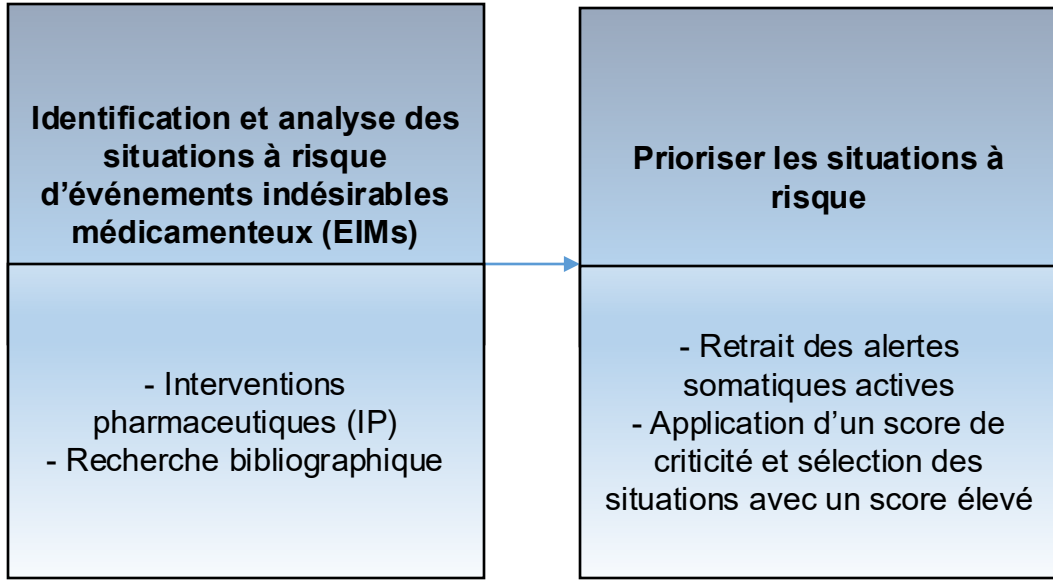 Identification et analyse des
situations à risque
d’événements indésirables
médicamenteux (EIMs)
- Interventions
pharmaceutiques (IP)
- Recherche bibliographique
Prioriser les situations à
risque
- Retrait des alertes
somatiques actives
- Application d’un score de
criticité et sélection des
situations avec un score élevé